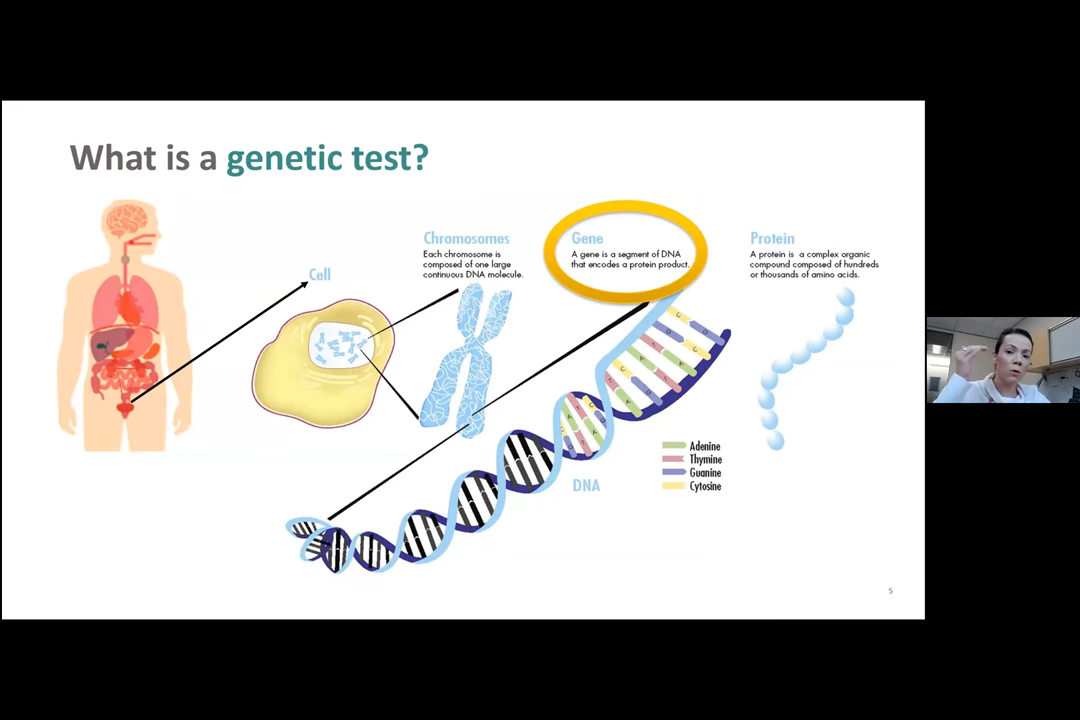 What is a genetic test?
Cell
Chromosomes
Each chromosome is
composed of one large
continuous DNA molecule.
Gene
A gene is a segment of DNA
that encodes a protein product.
Protein
A protein is a complex organic
compound composed of hundreds
or thousands of amino acids.
DNA
Adenine
Thymine
Guanine
Cytosine
5